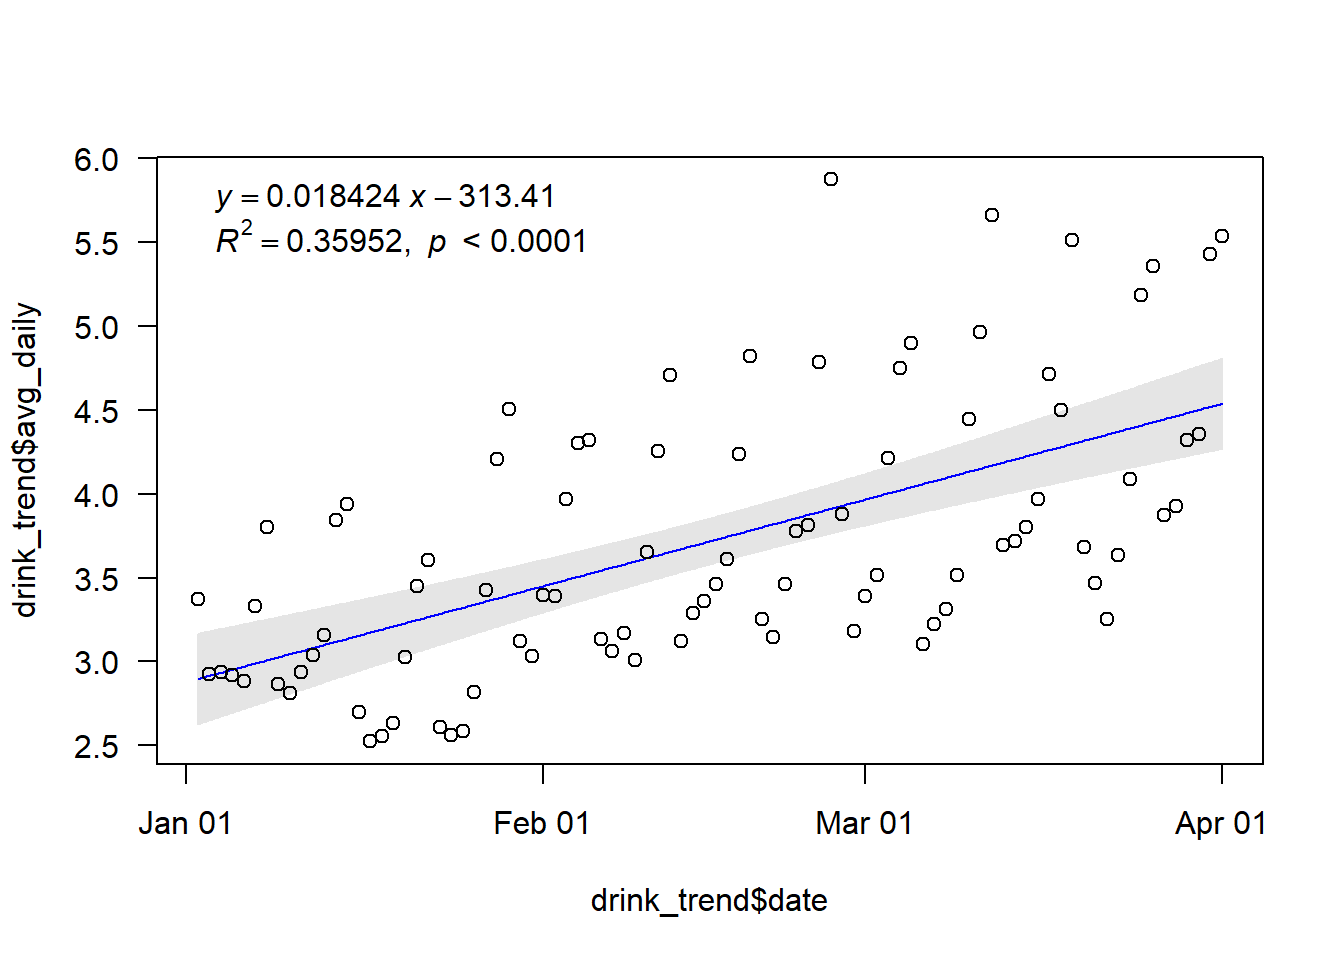 y = 0.018424 x − 313.41
R² = 0.35952, p < 0.0001
6.0
5.5
5.0
4.5
4.0
3.5
3.0
2.5
drink_trend$avg_daily
Jan 01 Feb 01 Mar 01 Apr 01
drink_trend$date